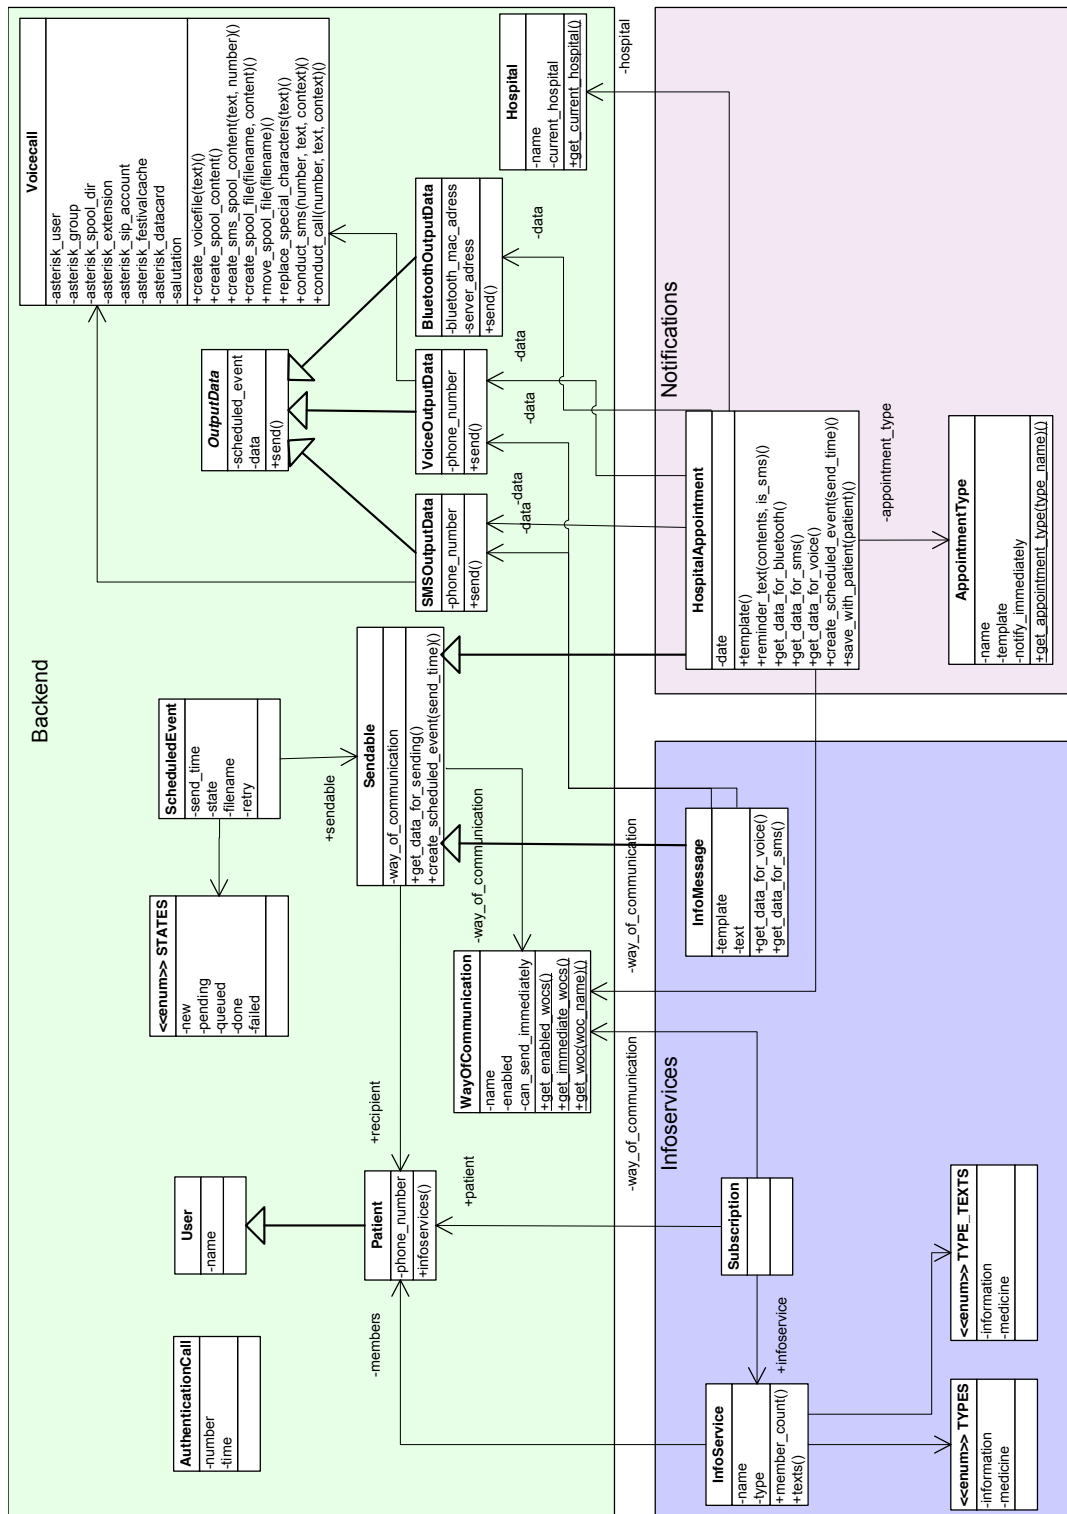 Backend
AuthenticationCall
-number
-time
User
-name
<<enum>> STATES
-new
-pending
-queued
-done
-failed
ScheduledEvent
-send_time
-state
-filename
-retry
OutputData
-scheduled_event
-data
+send()
Voicecall
-asterisk_user
-asterisk_group
-asterisk_spool_dir
-asterisk_extension
-asterisk_sip_account
-asterisk_festivalcache
-asterisk_datacard
-salutation
+create_voicefile(text)()
+create_spool_content()
+create_sms_spool_content(text, number)()
+create_spool_file(filename, content)()
+move_spool_file(filename)()
+replace_special_characters(text)()
+conduct_sms(number, text, context)()
+conduct_call(number, text, context)()
+sendable
-members
Patient
-phone_number
+infoservices()
+recipient
Sendable
-way_of_communication
+get_data_for_sending()
+create_scheduled_event(send_time)()
SMSOutputData
-phone_number
+send()
VoiceOutputData
-phone_number
+send()
BluetoothOutputData
-bluetooth_mac_adress
-server_adress
+send()
Hospital
-name
-current_hospital
+get_current_hospital()
+patient
WayOfCommunication
-name
-enabled
-can_send_immediately
+get_enabled_wocs()
+get_immediate_wocs()
+get_woc(woc_name)()
-way_of_communication
-data
-data
-data
-data
-data
-hospital
-way_of_communication
-way_of_communication
Infoservices
Notifications
InfoService
-name
-type
+member_count()
+texts()
+infoservice
Subscription
InfoMessage
-template
-text
+get_data_for_voice()
+get_data_for_sms()
HospitalAppointment
-date
+template()
+reminder_text(contents, is_sms)()
+get_data_for_bluetooth()
+get_data_for_sms()
+get_data_for_voice()
+create_scheduled_event(send_time)()
+save_with_patient(patient)()
-appointment_type
<<enum>> TYPES
-information
-medicine
<<enum>> TYPE_TEXTS
-information
-medicine
AppointmentType
-name
-template
-notify_immediately
+get_appointment_type(type_name)()